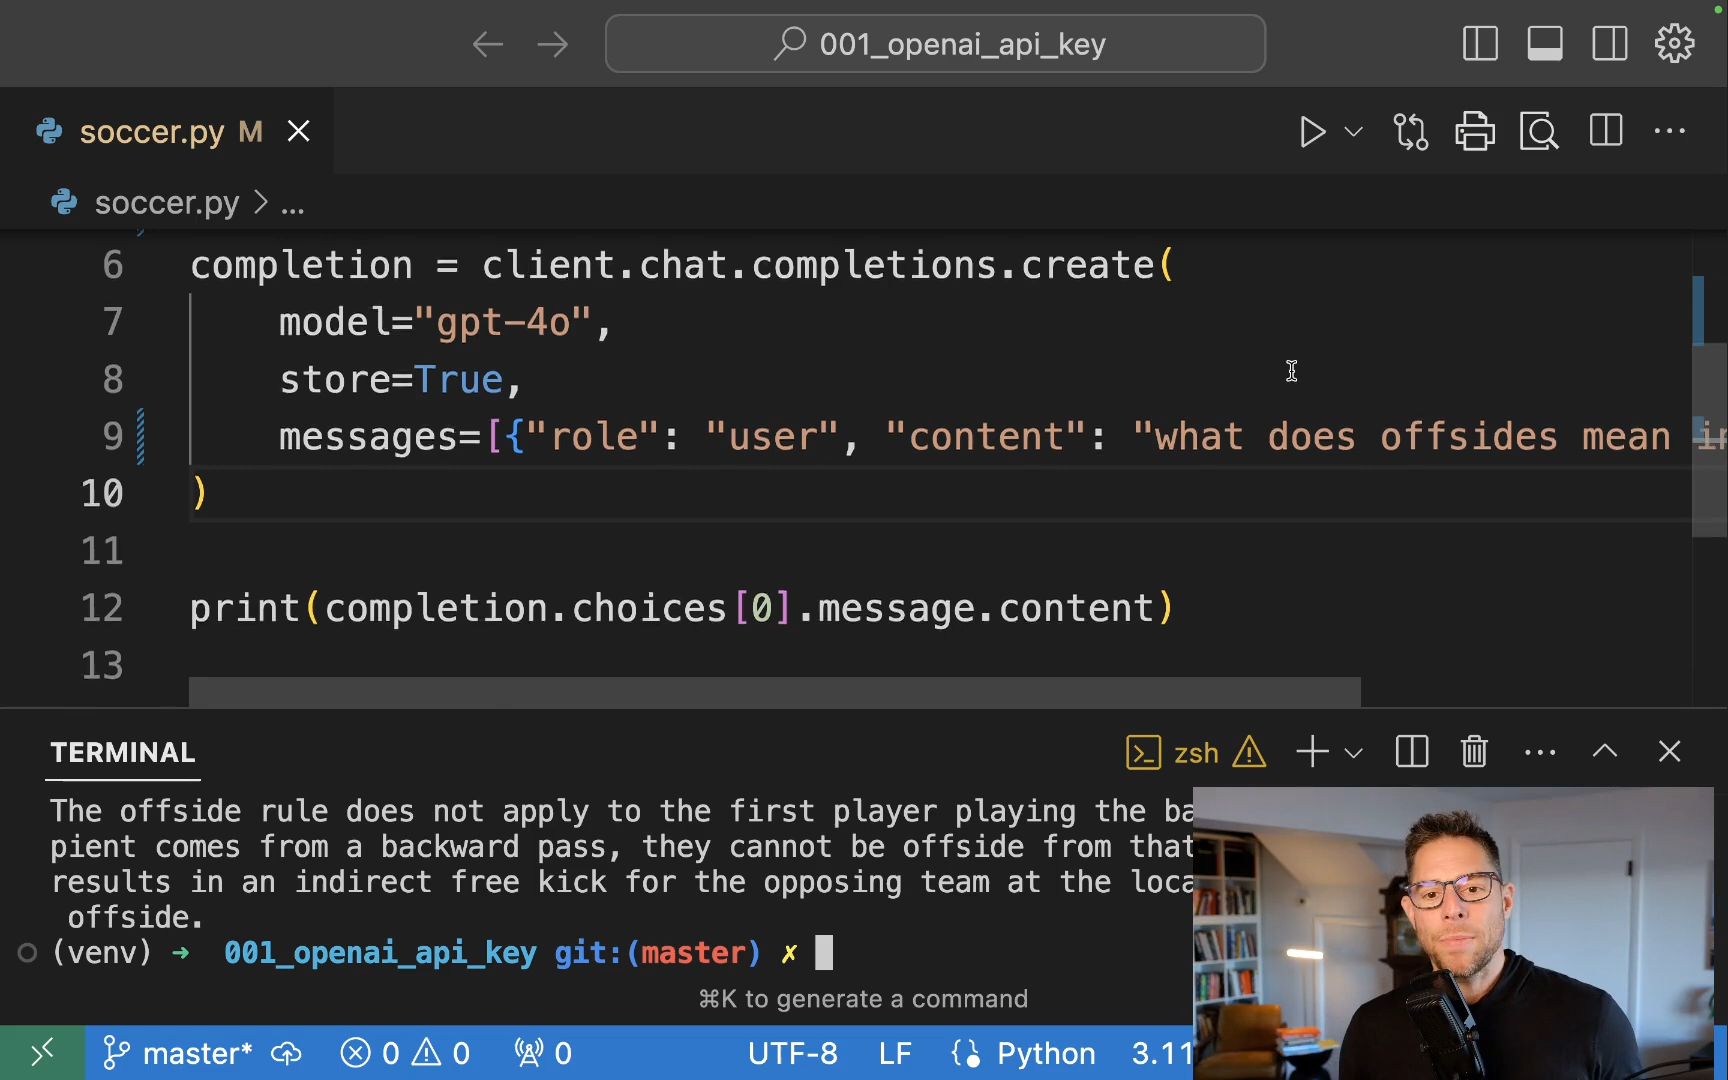 001_openai_api_key
soccer.py M
soccer.py > ...
6 completion = client.chat.completions.create(
7 model="gpt-4o",
8 store=True,
9 messages=[{"role": "user", "content": "what does offsides mean in
10 )
11
12 print(completion.choices[0].message.content)
13
TERMINAL
zsh
The offside rule does not apply to the first player playing the ba
pient comes from a backward pass, they cannot be offside from that
results in an indirect free kick for the opposing team at the loca
offside.
(venv) → 001_openai_api_key git:(master) ✗
⌘K to generate a command
master* 0 0 0 UTF-8 LF Python 3.11